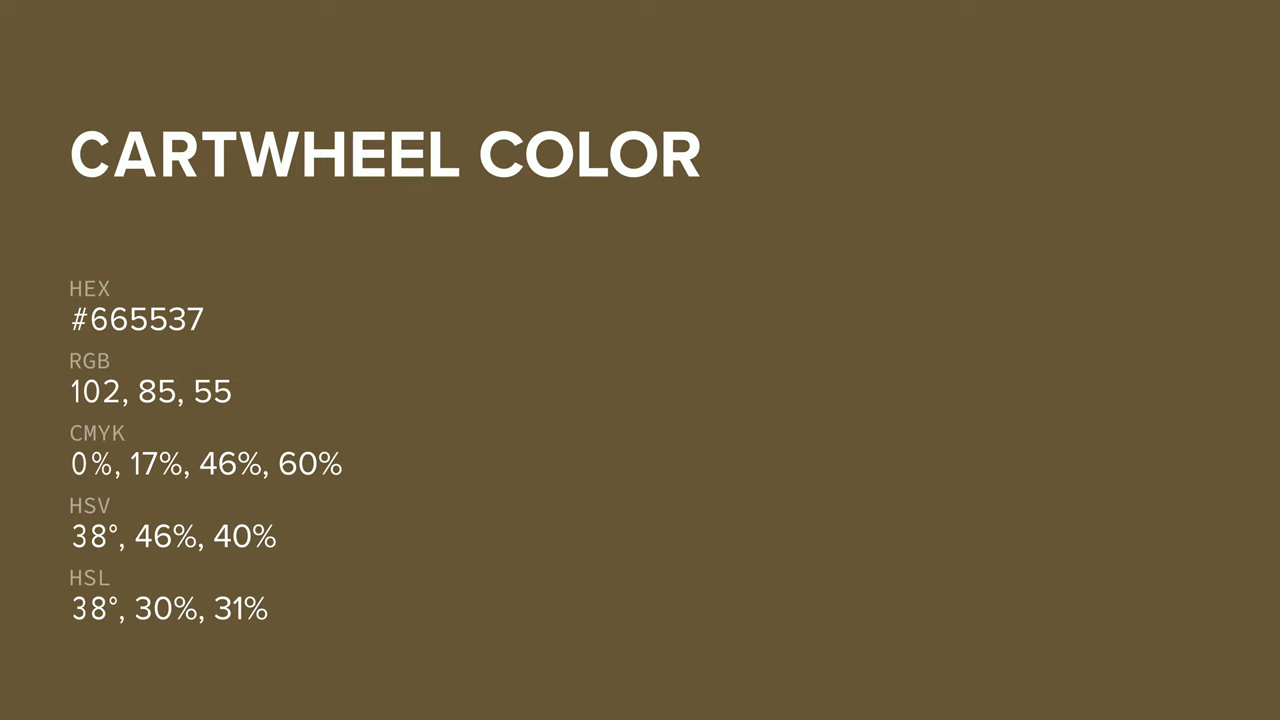 CARTWHEEL COLOR
HEX
#665537
RGB
102, 85, 55
CMYK
0%, 17%, 46%, 60%
HSV
38°, 46%, 40%
HSL
38°, 30%, 31%